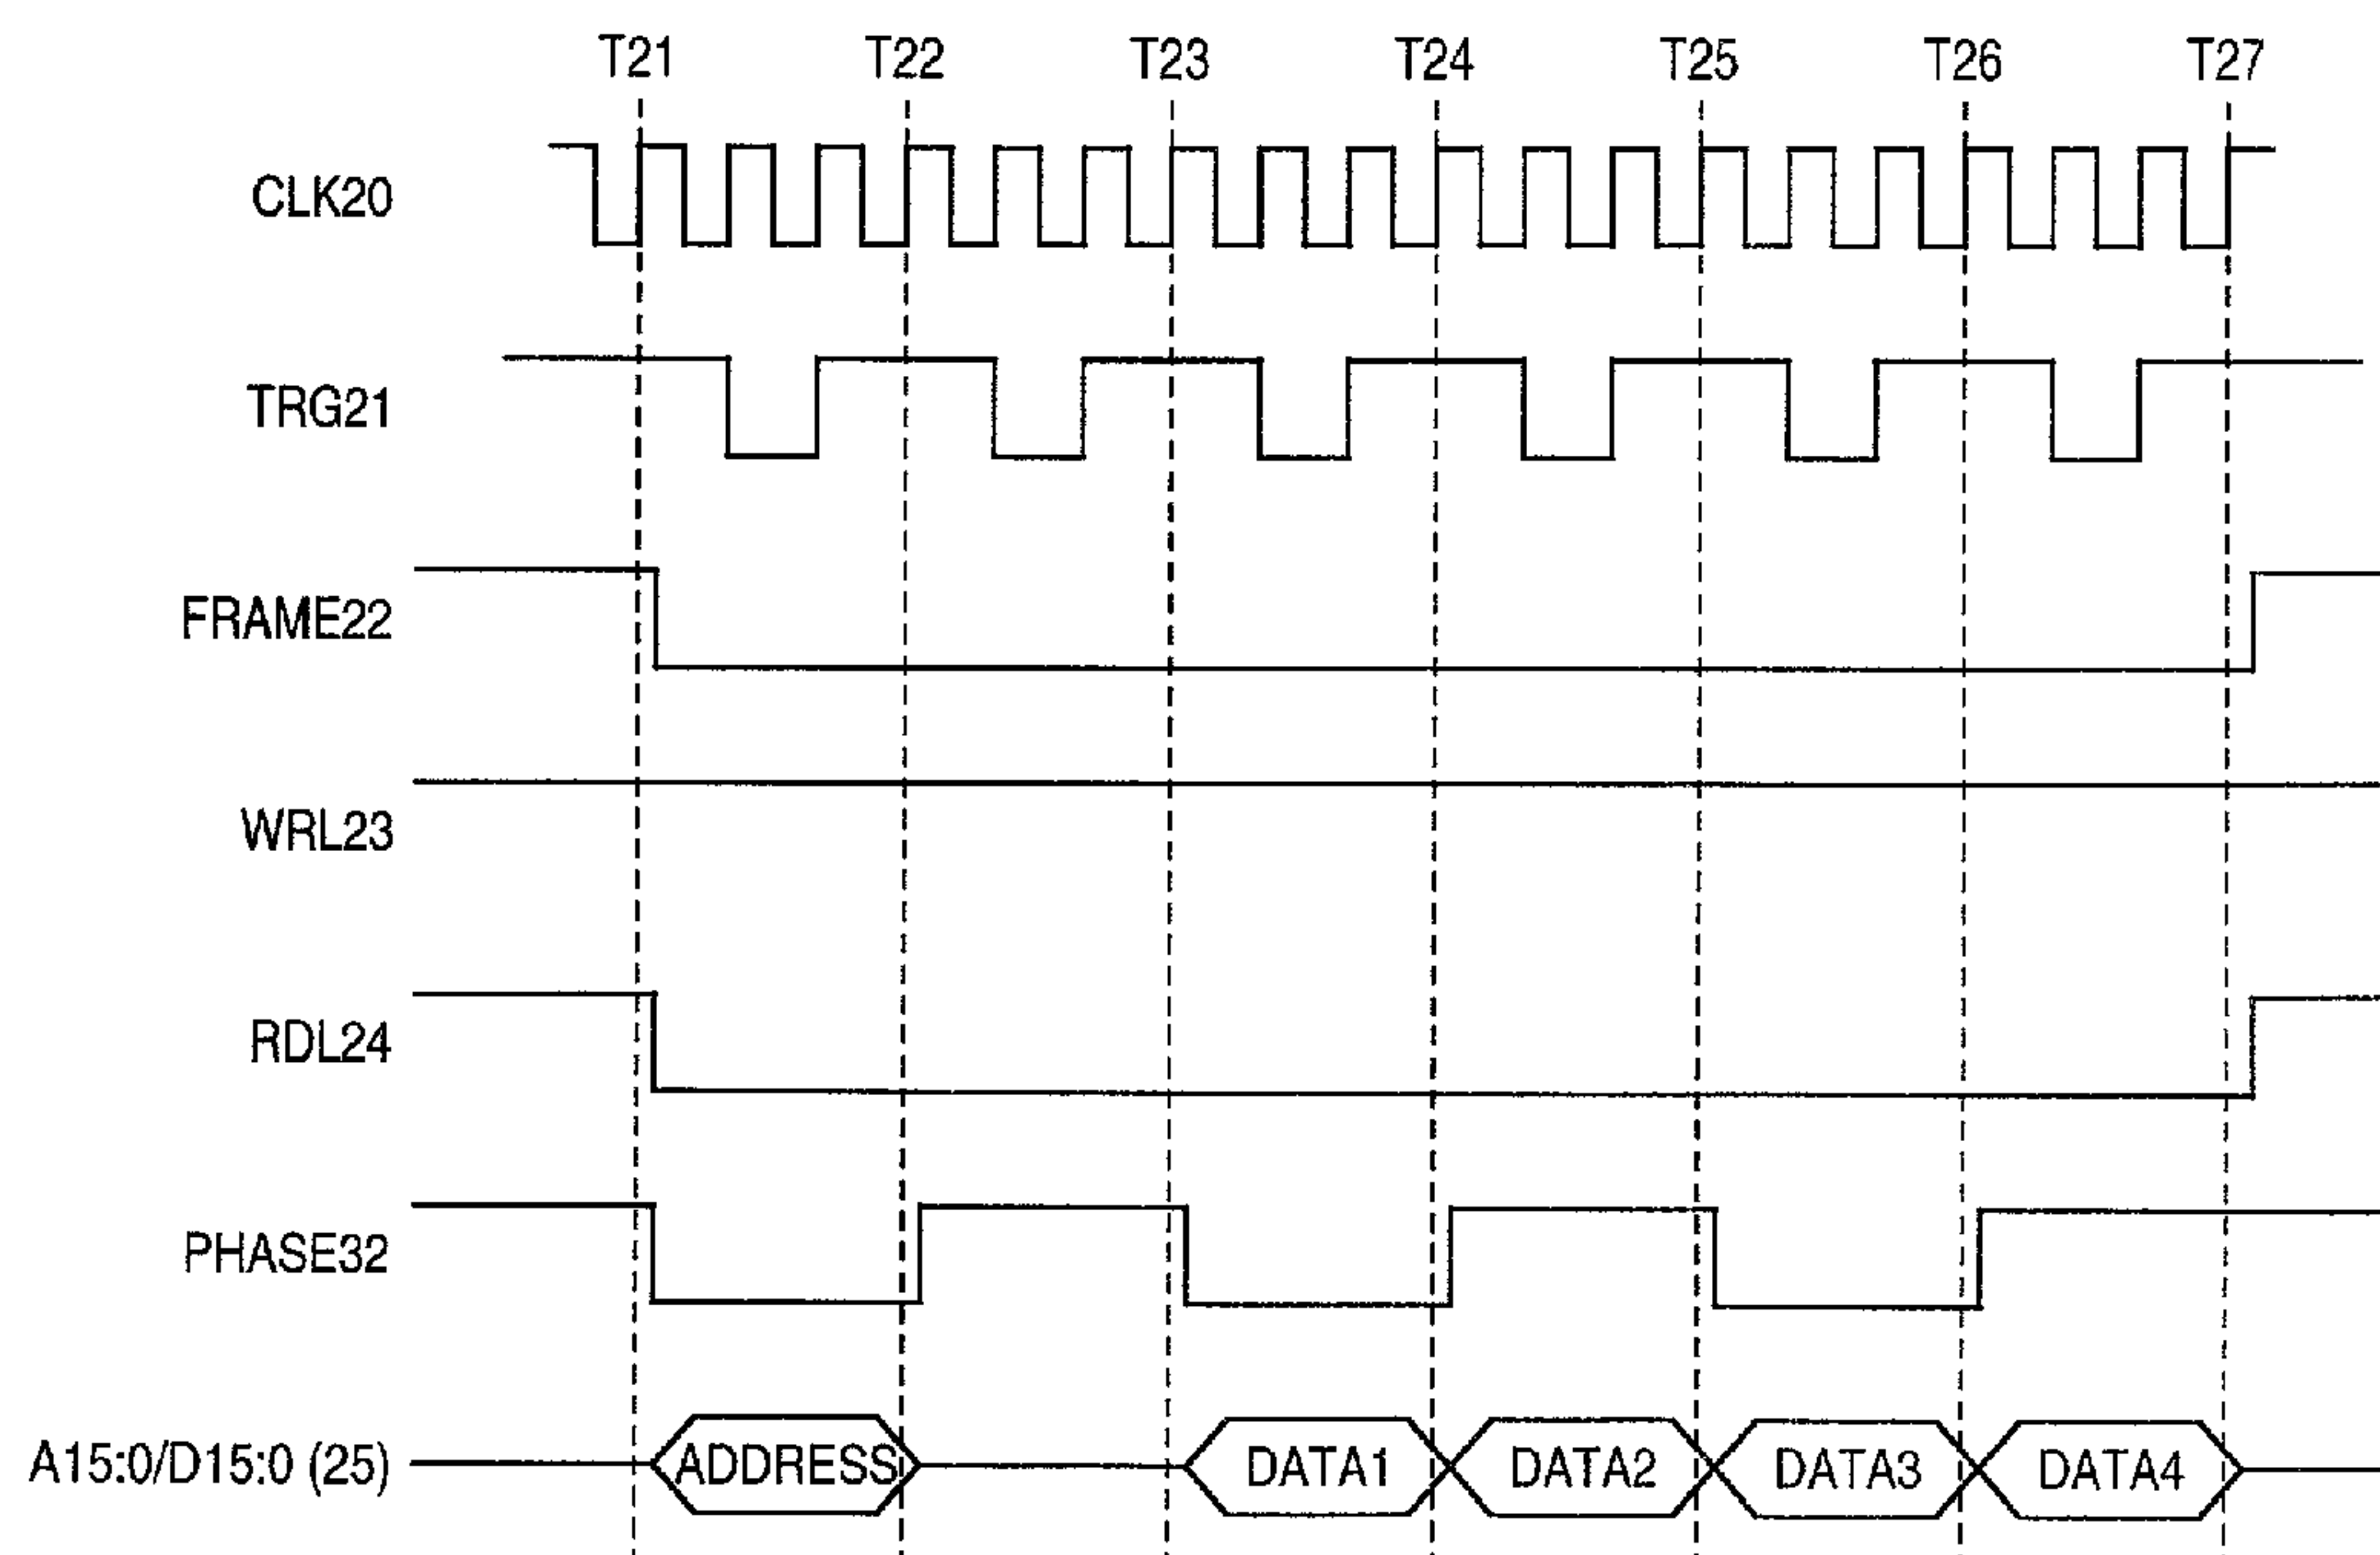 T21 T22 T23 T24 T25 T26 T27
CLK20
TRG21
FRAME22
WRL23
RDL24
PHASE32
A15:0/D15:0 (25) ADDRESS DATA1 DATA2 DATA3 DATA4